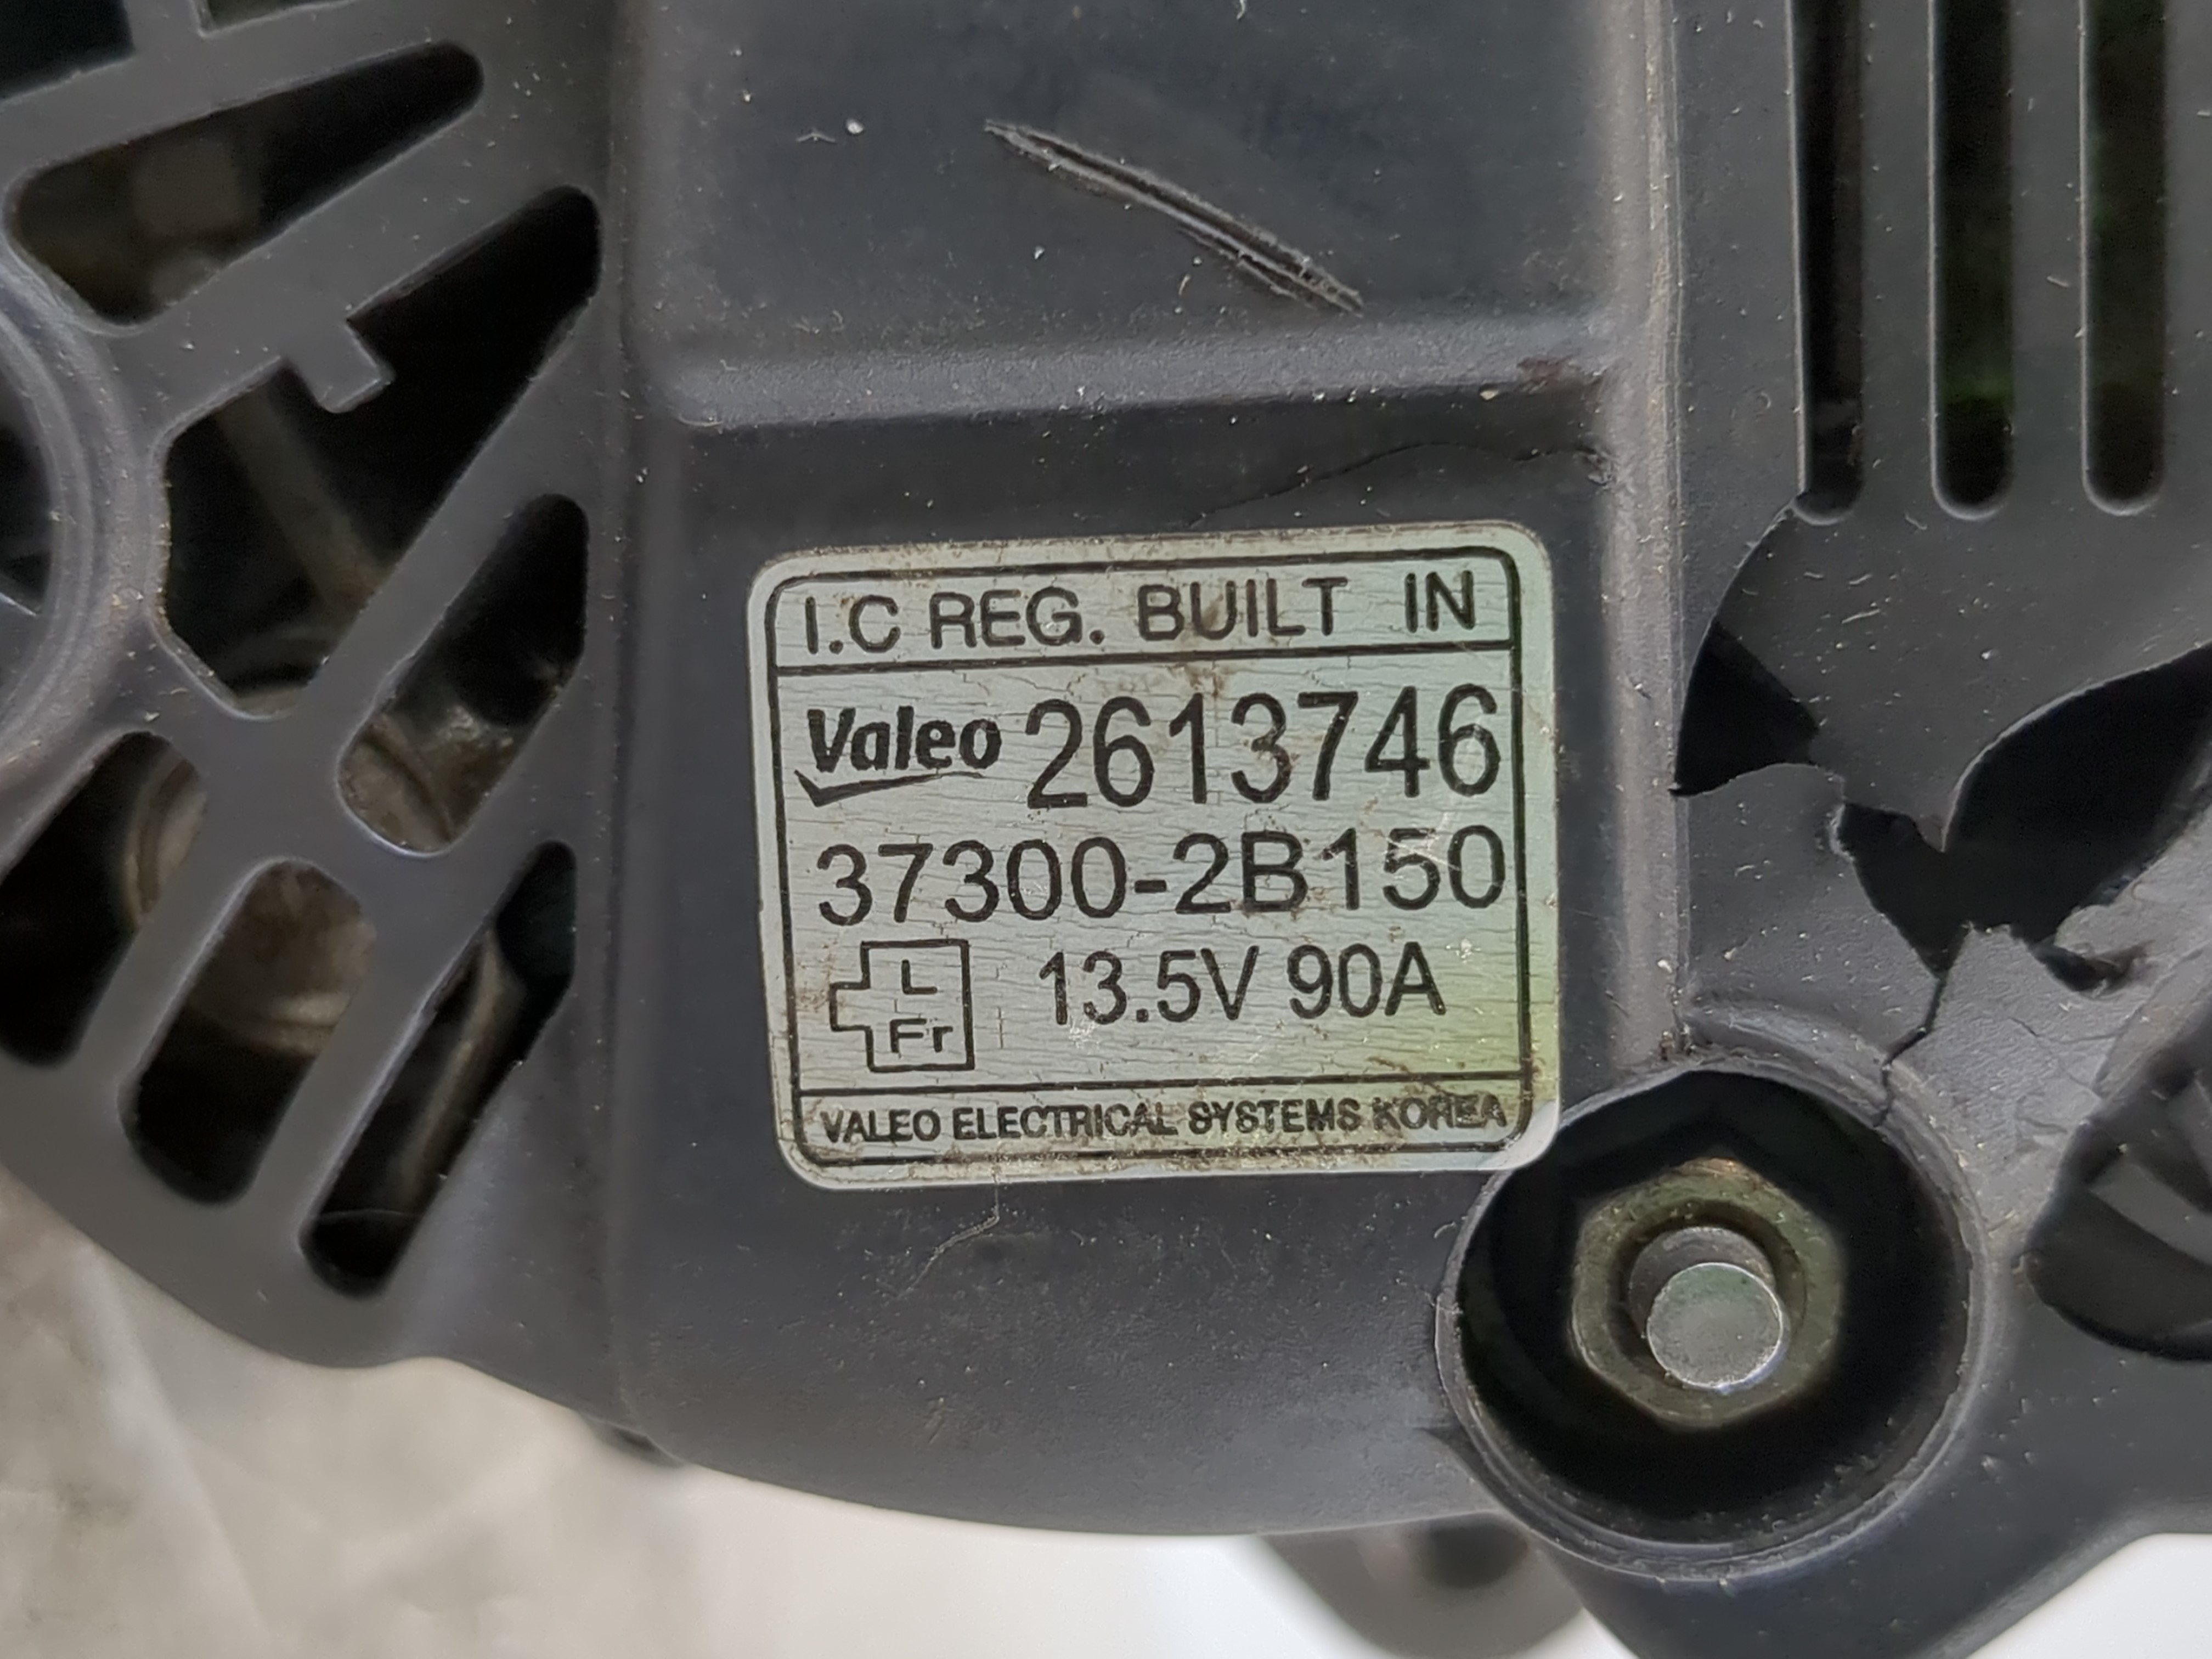 I.C REG. BUILT IN
Valeo 2613746
37300-2B150
L
Fr
13.5V 90A
VALEO ELECTRICAL SYSTEMS KOREA